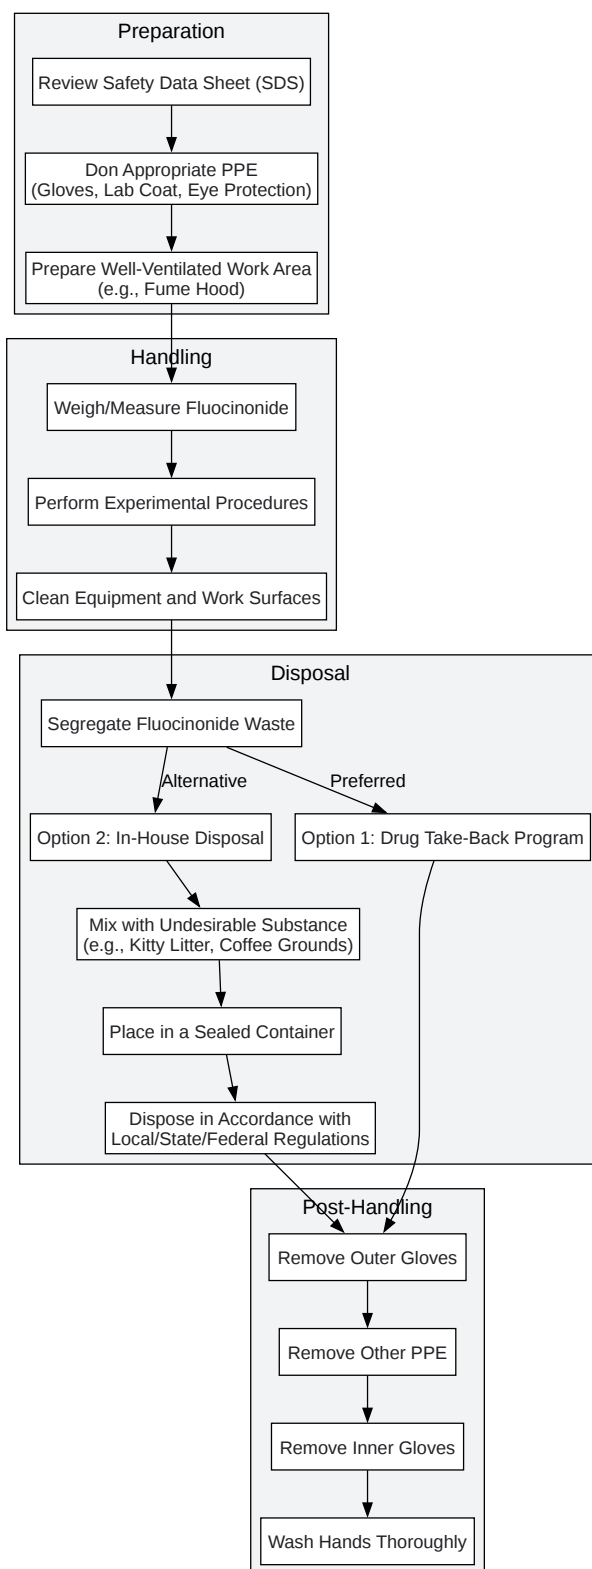 Preparation
Review Safety Data Sheet (SDS)
Don Appropriate PPE
(Gloves, Lab Coat, Eye Protection)
Prepare Well-Ventilated Work Area
(e.g., Fume Hood)
Handling
Weigh/Measure Fluocinonide
Perform Experimental Procedures
Clean Equipment and Work Surfaces
Disposal
Segregate Fluocinonide Waste
Alternative
Preferred
Option 2: In-House Disposal
Option 1: Drug Take-Back Program
Mix with Undesirable Substance
(e.g., Kitty Litter, Coffee Grounds)
Place in a Sealed Container
Dispose in Accordance with
Local/State/Federal Regulations
Post-Handling
Remove Outer Gloves
Remove Other PPE
Remove Inner Gloves
Wash Hands Thoroughly